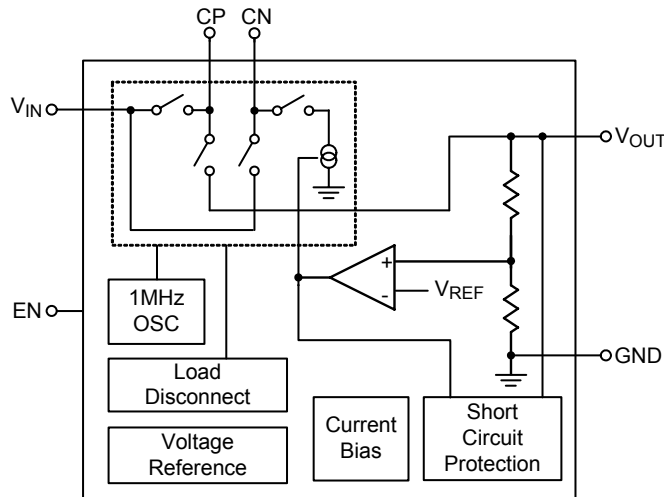 CP CN
VIN
VOUT
+
-
VREF
1MHz
OSC
EN
GND
Load
Disconnect
Current
Bias
Short
Circuit
Protection
Voltage
Reference